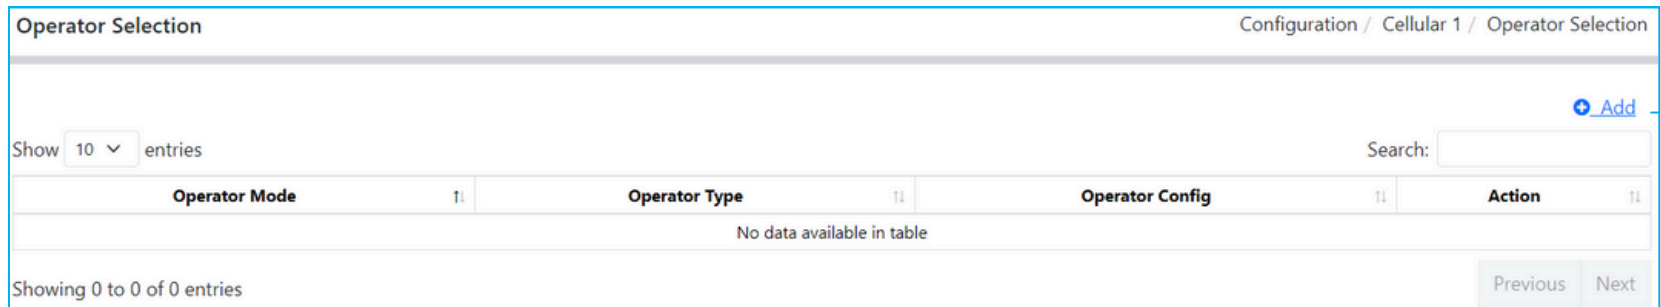 Operator Selection
Configuration / Cellular 1 / Operator Selection
Add
Show 10 entries
Search:
Operator Mode Operator Type Operator Config Action
No data available in table
Showing 0 to 0 of 0 entries
Previous Next